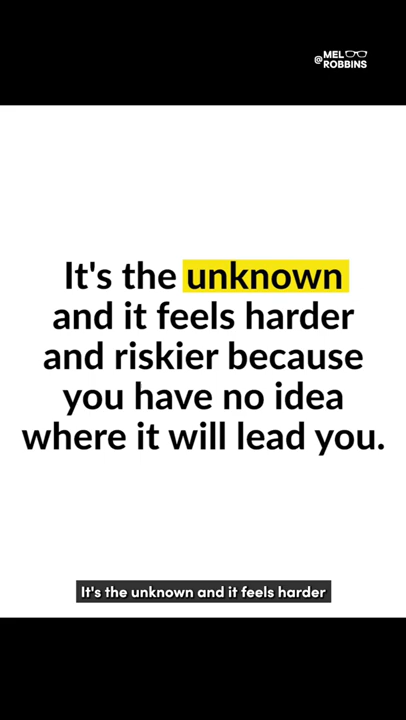 @MEL
ROBBINS
It's the unknown
and it feels harder
and riskier because
you have no idea
where it will lead you.
It's the unknown and it feels harder